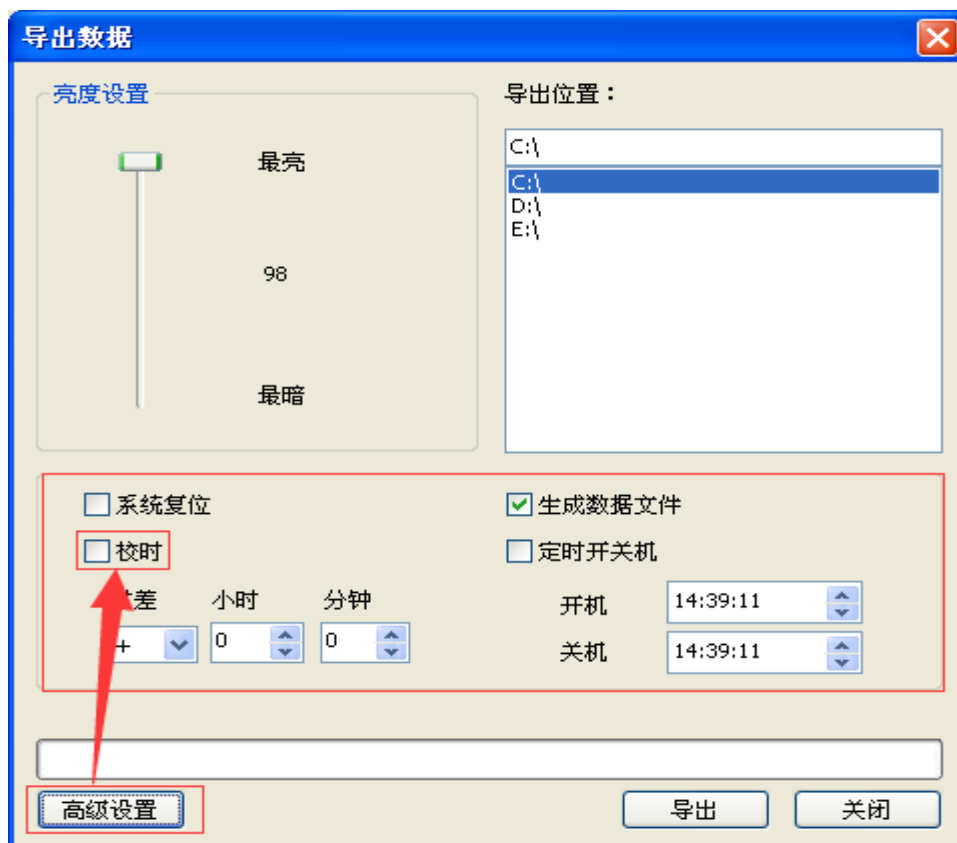 导出数据
亮度设置
最亮
98
最暗
导出位置：
C:\
C:\
D:\
E:\
系统复位
生成数据文件
校时
定时开关机
差 小时 分钟
+ 0 0
开机 14:39:11
关机 14:39:11
高级设置 导出 关闭